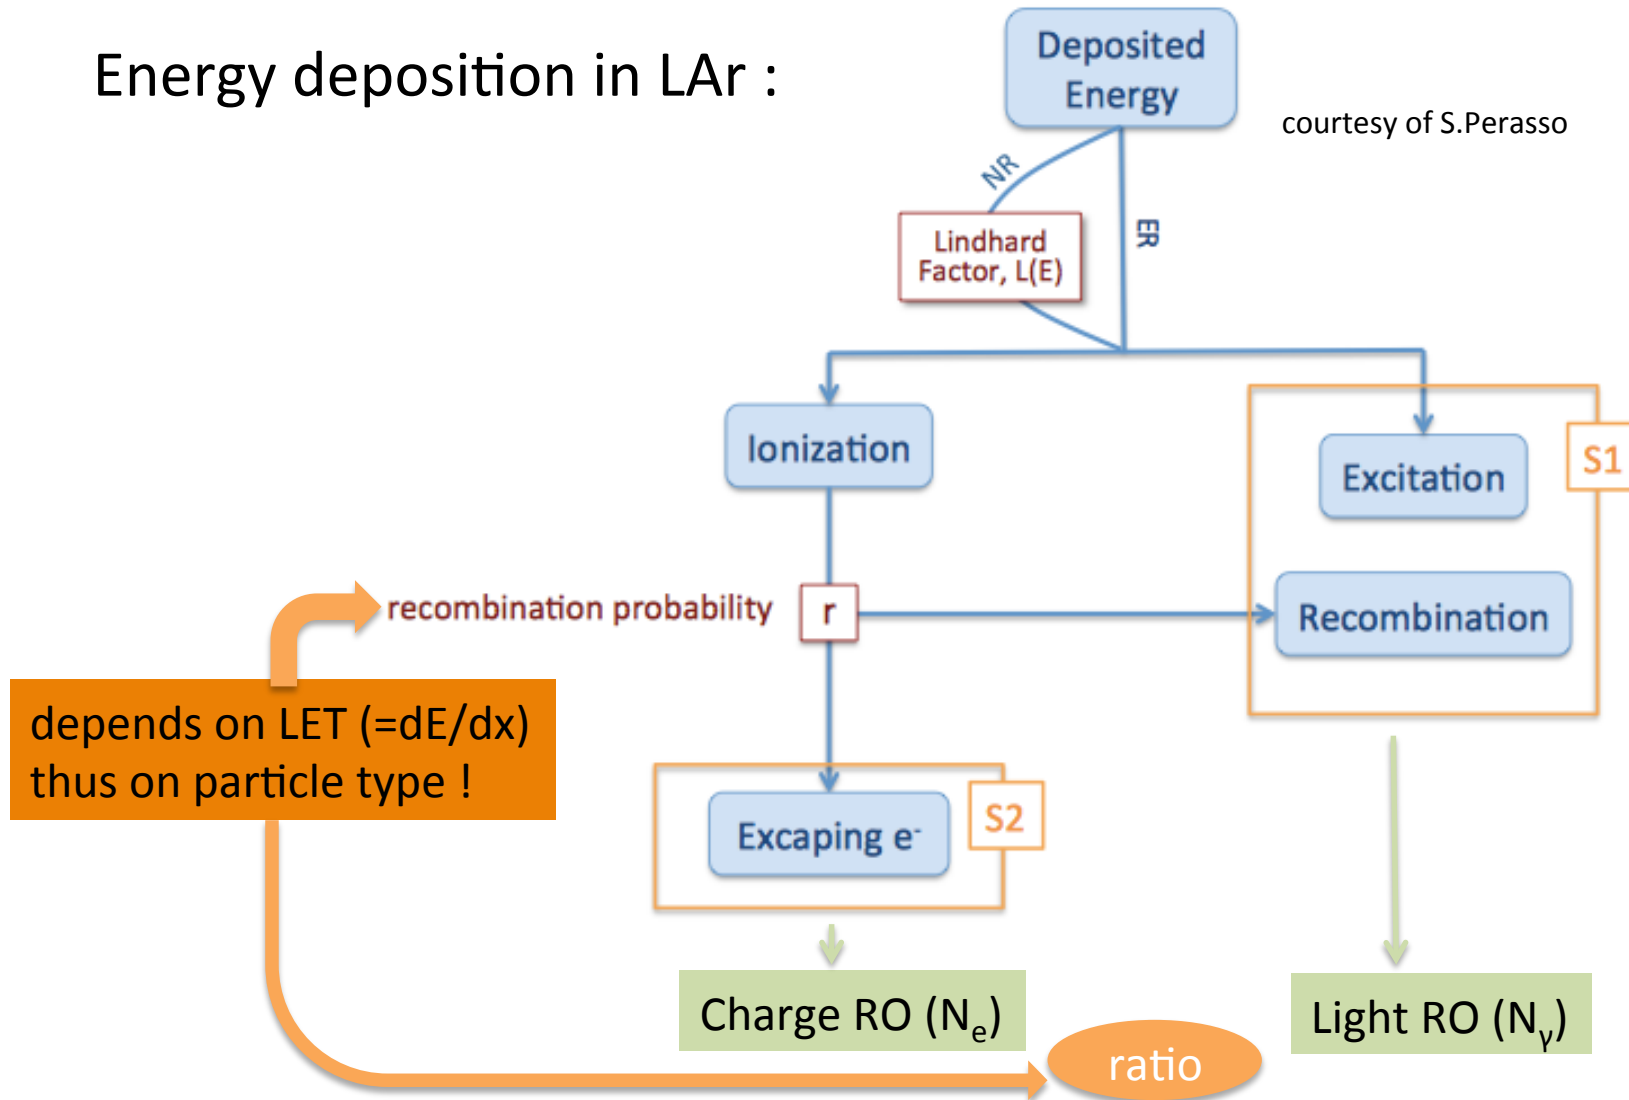 Energy deposition in LAr :
Deposited
Energy
courtesy of S.Perasso
NR
ER
Lindhard
Factor, L(E)
Ionization
Excitation
S1
recombination probability
r
Recombination
depends on LET (=dE/dx)
thus on particle type !
Excaping e⁻
S2
Charge RO (Nₑ)
Light RO (Nᵧ)
ratio